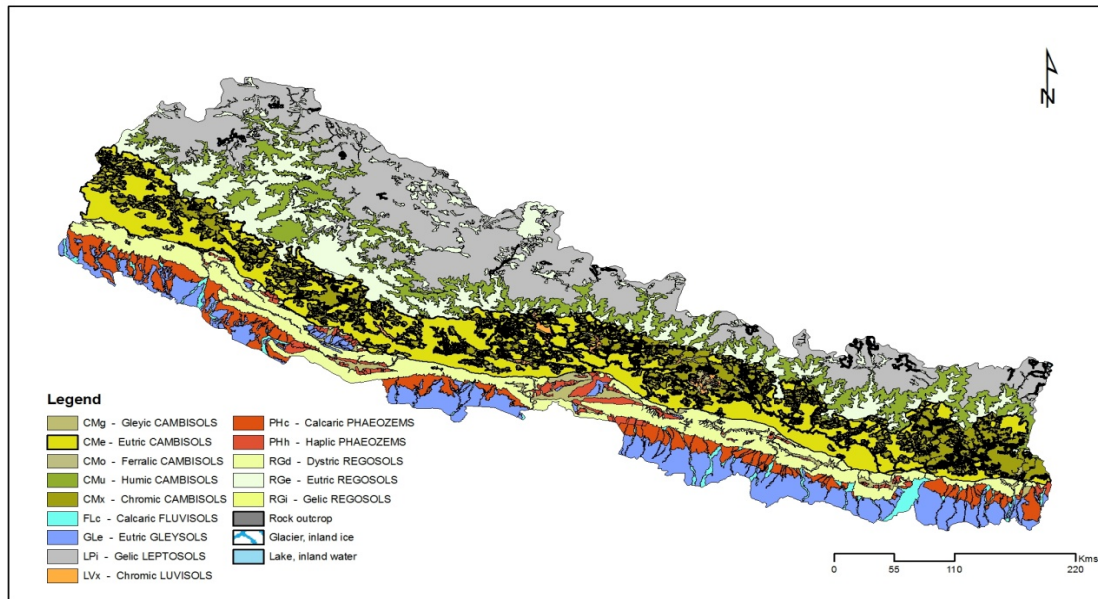 N
Legend
CMg - Gleyic CAMBISOLS
CMe - Eutric CAMBISOLS
CMo - Ferralic CAMBISOLS
CMu - Humic CAMBISOLS
CMx - Chromic CAMBISOLS
FLc - Calcaric FLUVISOLS
GLe - Eutric GLEYSOLS
LPi - Gelic LEPTOSOLS
LVx - Chromic LUVISOLS
PHc - Calcaric PHAEOZEMS
PHh - Haplic PHAEOZEMS
RGd - Dystric REGOSOLS
RGe - Eutric REGOSOLS
RGi - Gelic REGOSOLS
Rock outcrop
Glacier, inland ice
Lake, inland water
Kms
0 55 110 220